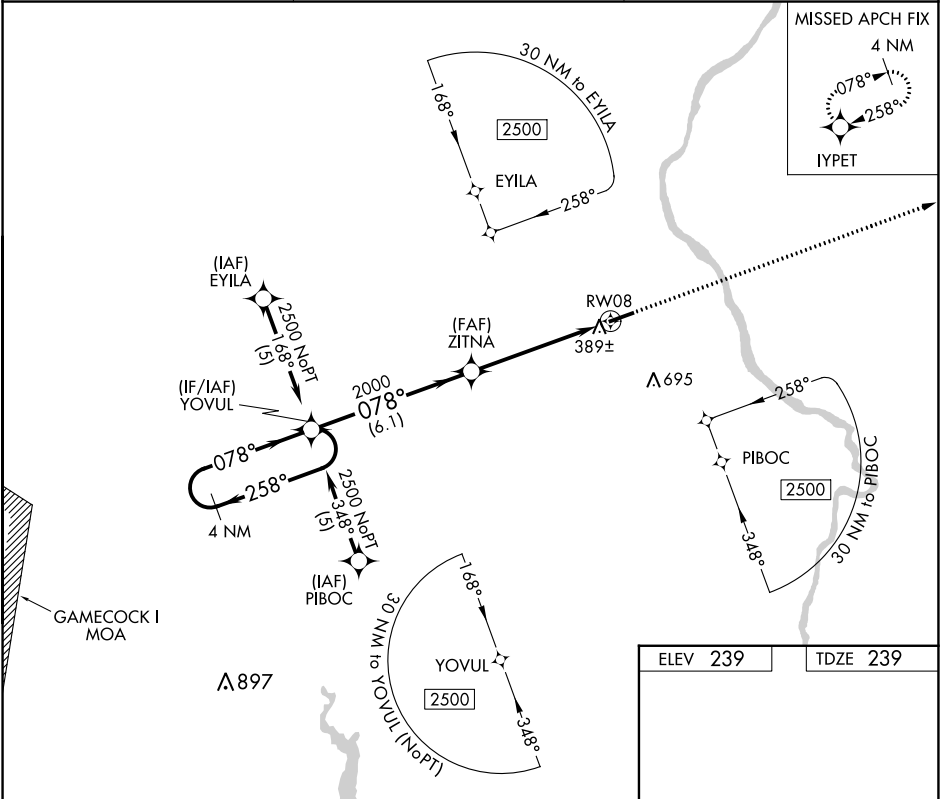 MISSED APCH FIX
4 NM
078°
258°
IYPET
30 NM to EYILA
168°
2500
EYILA
258°
(IAF)
EYILA
2500 NoPT
168°
(5)
RW08
389±
(FAF)
ZITNA
(IF/IAF)
YOVUL
2000
078°
(6.1)
695
258°
PIBOC
2500
348°
30 NM to PIBOC
078°
258°
4 NM
2500 NoPT
348°
(5)
(IAF)
PIBOC
GAMECOCK I
MOA
897
168°
YOVUL
2500
348°
30 NM to YOVUL (NoPT)
ELEV 239
TDZE 239